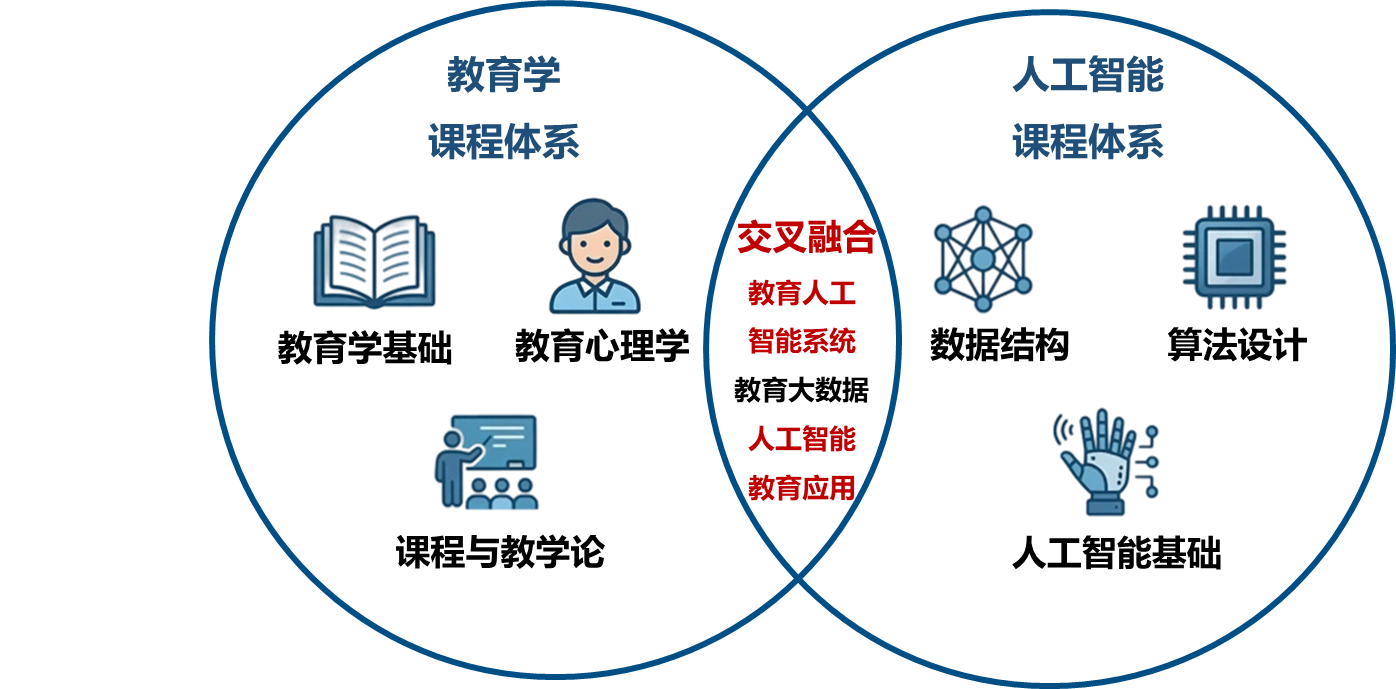 教育学
课程体系
教育学基础
教育心理学
课程与教学论
交叉融合
教育人工
智能系统
教育大数据
人工智能
教育应用
人工智能
课程体系
数据结构
算法设计
人工智能基础